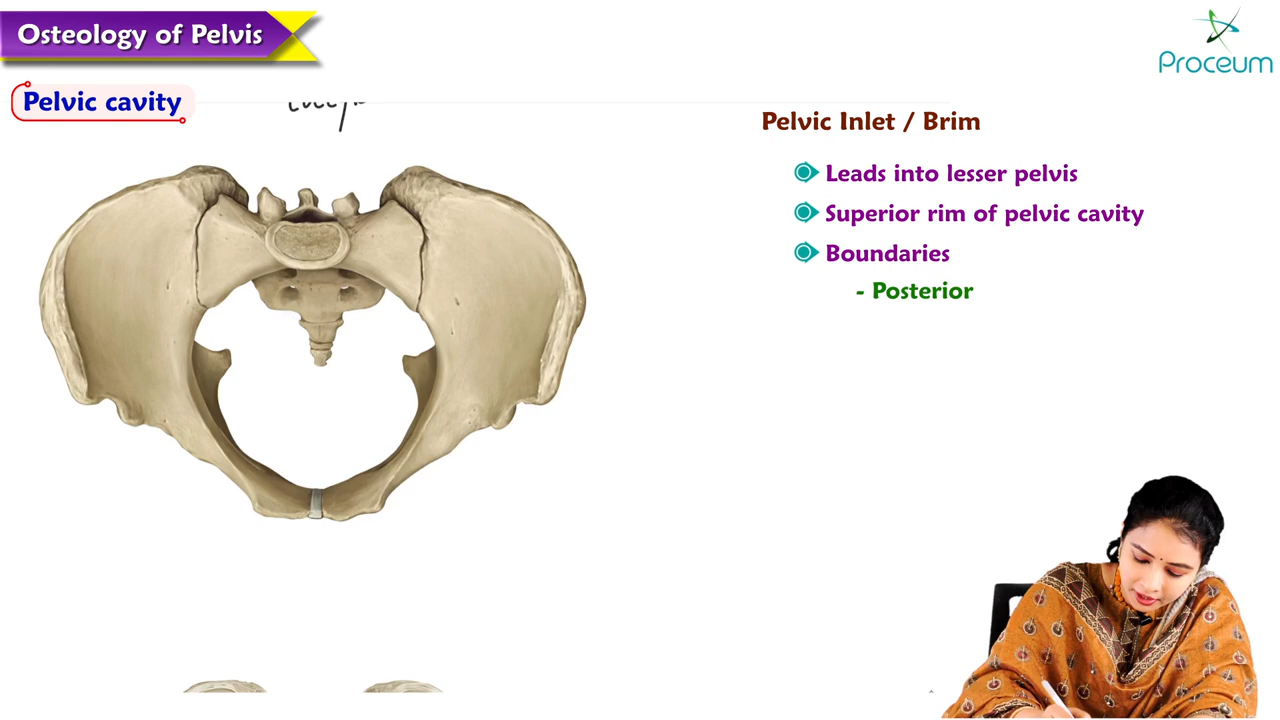 Osteology of Pelvis
Proceum
Pelvic cavity
Pelvic Inlet / Brim
Leads into lesser pelvis
Superior rim of pelvic cavity
Boundaries
- Posterior